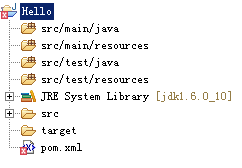 Hello
src/main/java
src/main/resources
src/test/java
src/test/resources
JRE System Library [jdk1.6.0_10]
src
target
pom.xml